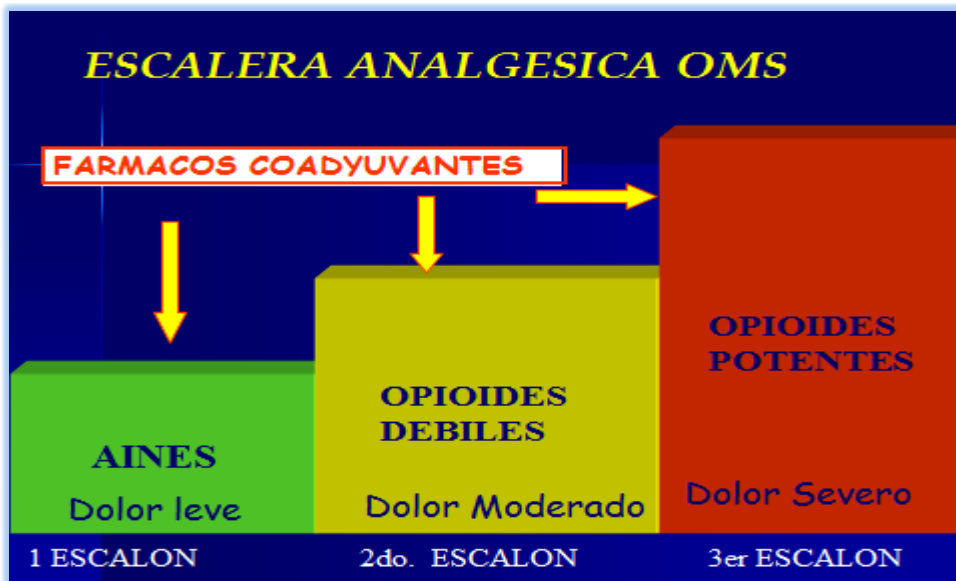 ESCALERA ANALGESICA OMS
FARMACOS COADYUVANTES
AINES
Dolor leve
OPIOIDES
DEBILES
Dolor Moderado
OPIOIDES
POTENTES
Dolor Severo
1 ESCALON
2do. ESCALON
3er ESCALON